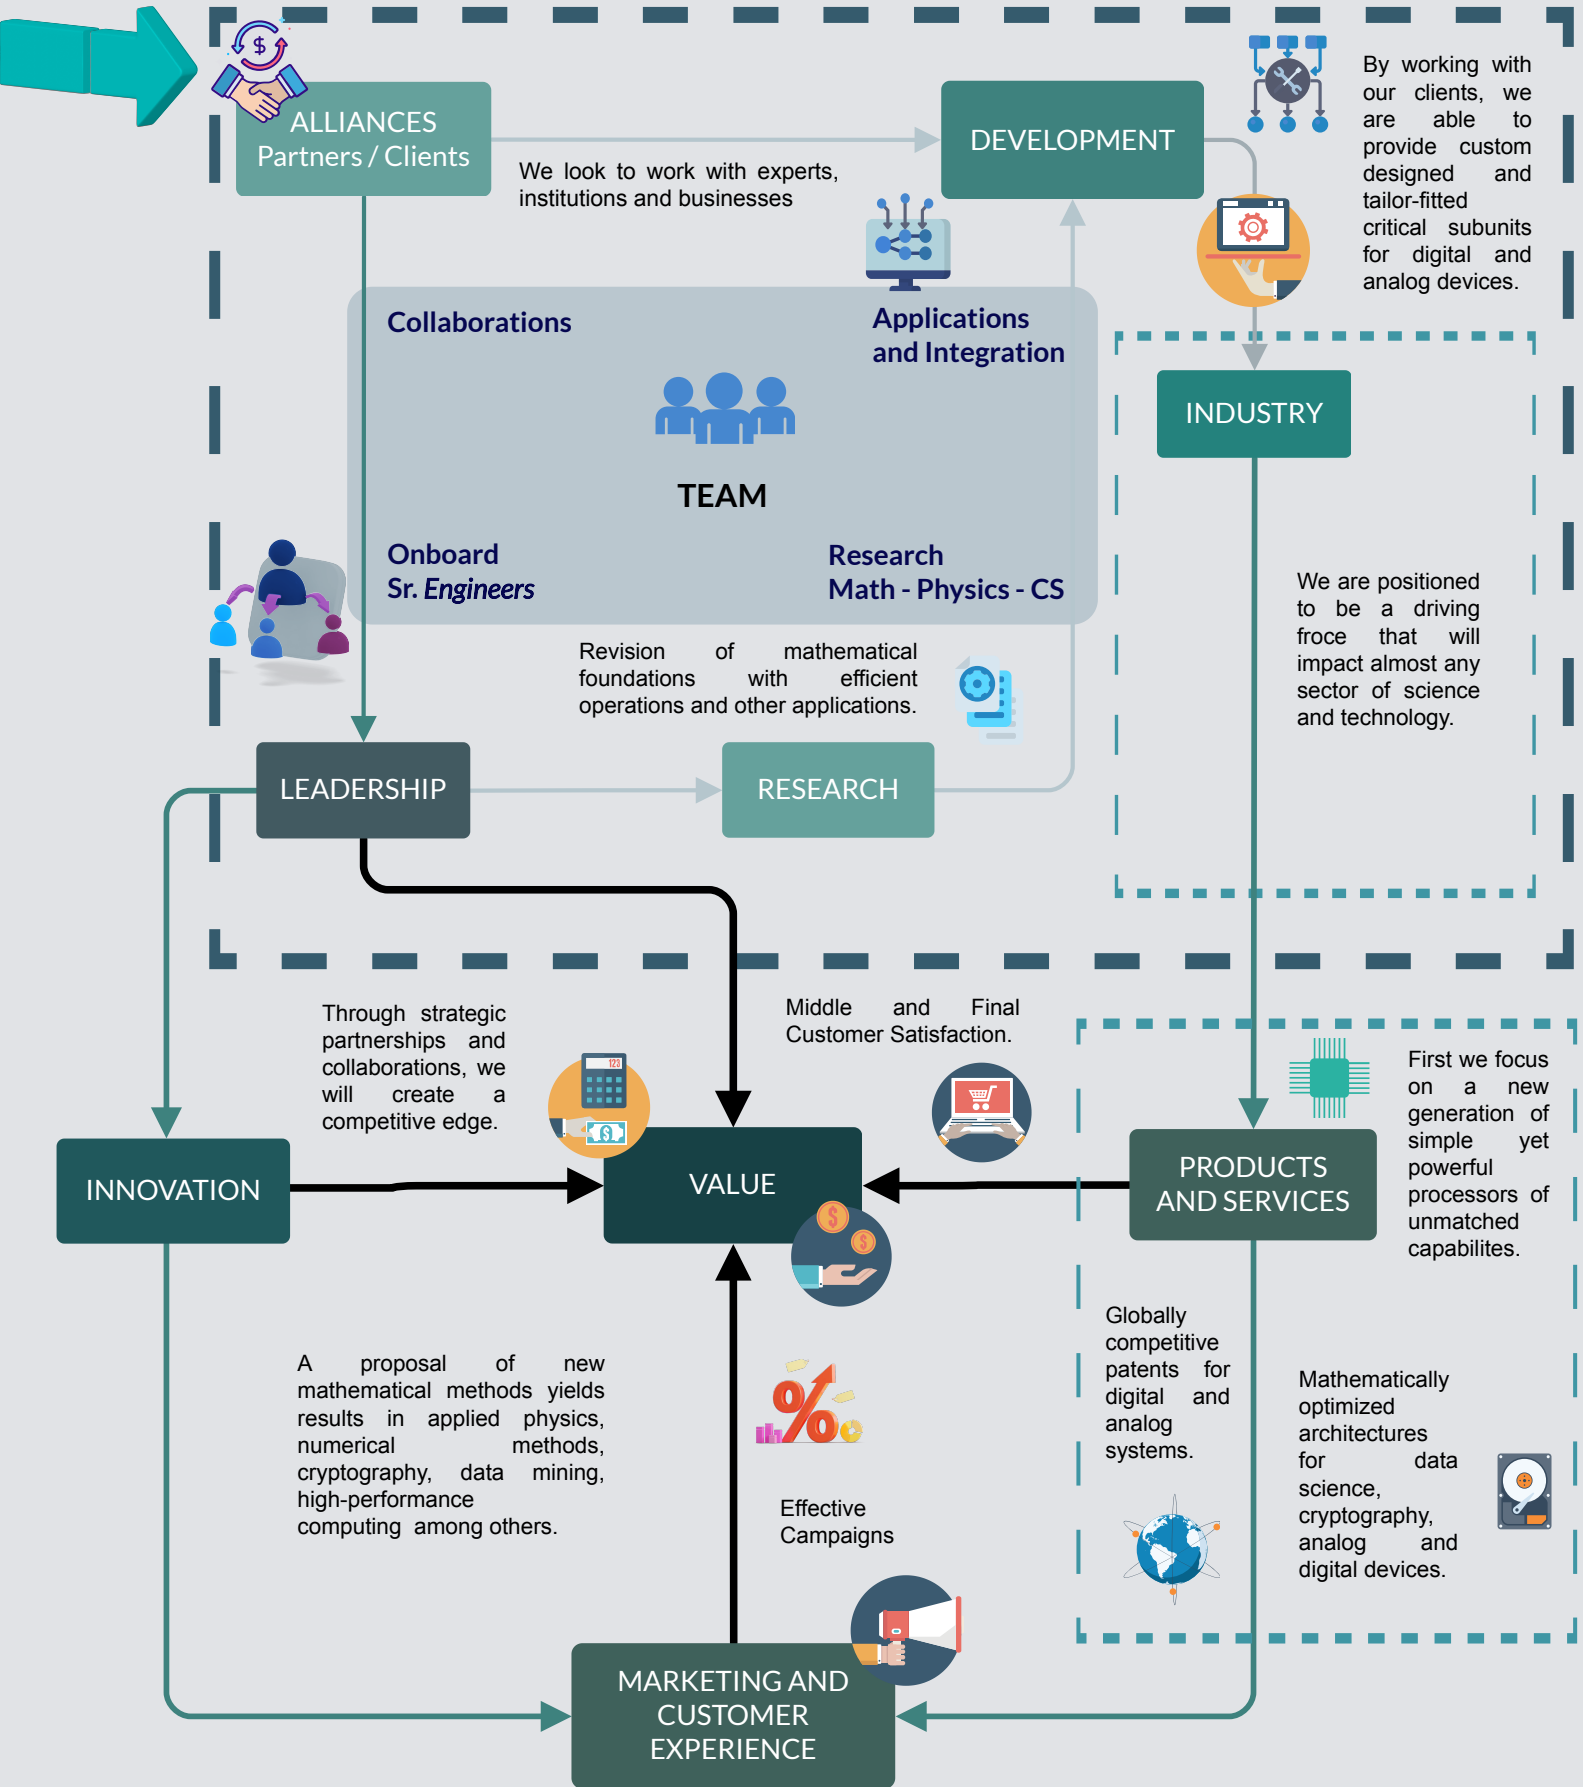 ALLIANCES
Partners / Clients
We look to work with experts,
institutions and businesses
DEVELOPMENT
By working with
our clients, we
are able to
provide custom
designed and
tailor-fitted
critical subunits
for digital and
analog devices.
Collaborations
Applications
and Integration
TEAM
Onboard
Sr. Engineers
Research
Math - Physics - CS
INDUSTRY
We are positioned
to be a driving
froce that will
impact almost any
sector of science
and technology.
Revision of mathematical
foundations with efficient
operations and other applications.
LEADERSHIP
RESEARCH
Through strategic
partnerships and
collaborations, we
will create a
competitive edge.
123
$
Middle and Final
Customer Satisfaction.
First we focus
on a new
generation of
simple yet
powerful
processors of
unmatched
capabilites.
INNOVATION
VALUE
$
$
PRODUCTS
AND SERVICES
A proposal of new
mathematical methods yields
results in applied physics,
numerical methods,
cryptography, data mining,
high-performance
computing among others.
%
Effective
Campaigns
Globally
competitive
patents for
digital and
analog
systems.
Mathematically
optimized
architectures
for data
science,
cryptography,
analog and
digital devices.
MARKETING AND
CUSTOMER
EXPERIENCE
$